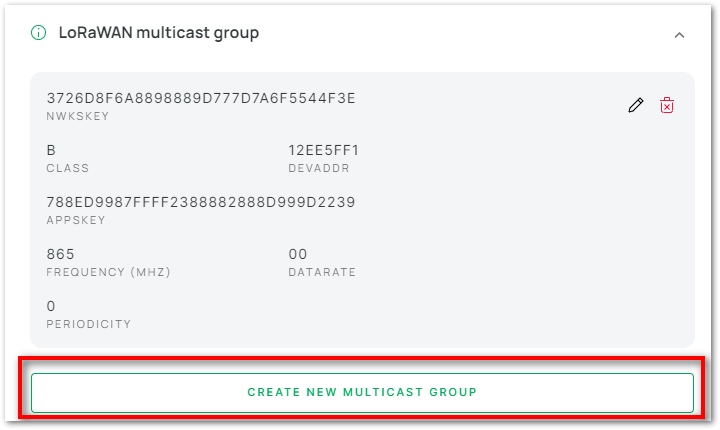 LoRaWAN multicast group
3726D8F6A8898889D777D7A6F5544F3E
NWKSKEY
B
12EE5FF1
CLASS
DEVADDR
788ED9987FFFF2388882888D999D2239
APPSKEY
865
00
FREQUENCY (MHZ)
DATARATE
0
PERIODICITY
CREATE NEW MULTICAST GROUP